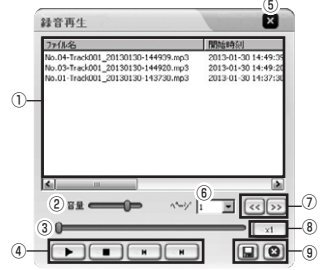 ⑤
録音再生
ファイル名 開始時刻
No.04-Track001_20130130-144939.mp3 2013-01-30 14:49:39
No.03-Track001_20130130-144920.mp3 2013-01-30 14:49:20
No.01-Track001_20130130-143730.mp3 2013-01-30 14:37:30
①
⑥
② 音量 ページ 1 << >> ⑦
③ x1 ⑧
④ ⑨